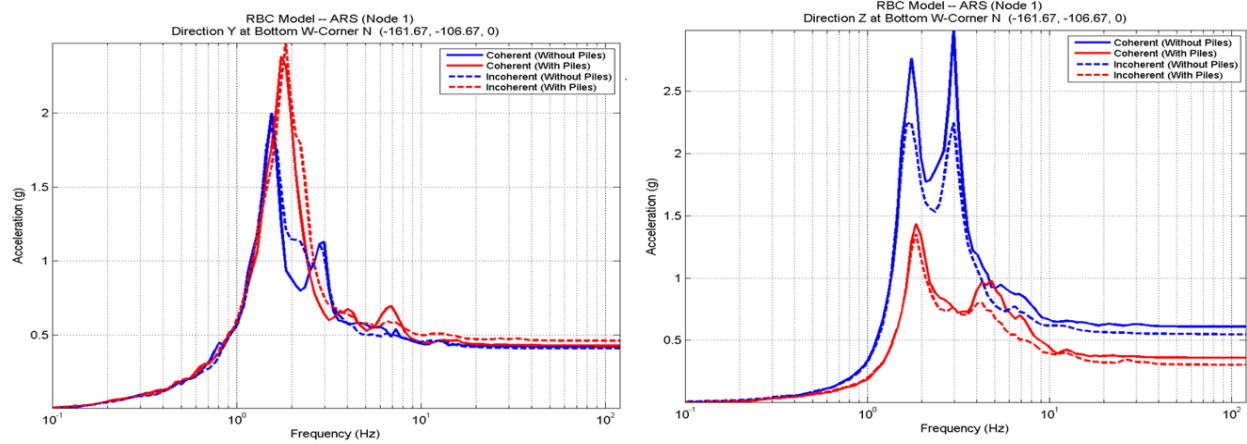 RBC Model -- ARS (Node 1)
Direction Y at Bottom W-Corner N (-161.67, -106.67, 0)
Coherent (Without Piles)
Coherent (With Piles)
Incoherent (Without Piles)
Incoherent (With Piles)
2
1.5
1
0.5
Acceleration (g)
10^-1
10^0
10^1
10^2
Frequency (Hz)
RBC Model -- ARS (Node 1)
Direction Z at Bottom W-Corner N (-161.67, -106.67, 0)
Coherent (Without Piles)
Coherent (With Piles)
Incoherent (Without Piles)
Incoherent (With Piles)
2.5
2
1.5
1
0.5
Acceleration (g)
10^-1
10^0
10^1
10^2
Frequency (Hz)